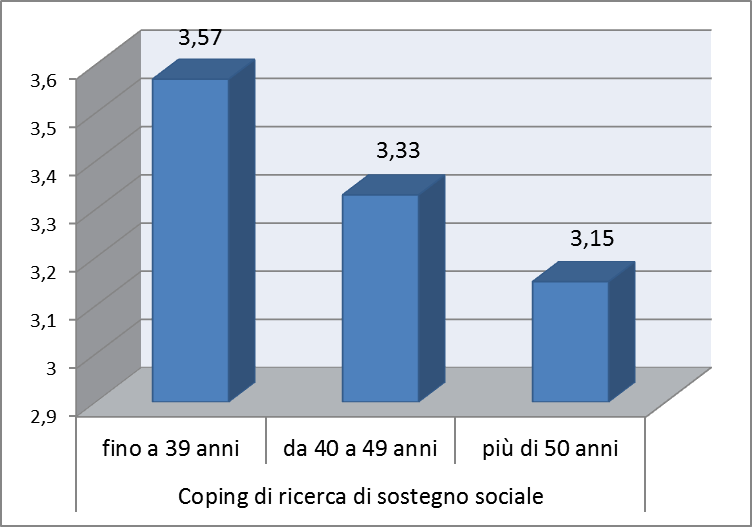 3,57
3,33
3,15
3,6
3,5
3,4
3,3
3,2
3,1
3
2,9
fino a 39 anni
da 40 a 49 anni
più di 50 anni
Coping di ricerca di sostegno sociale